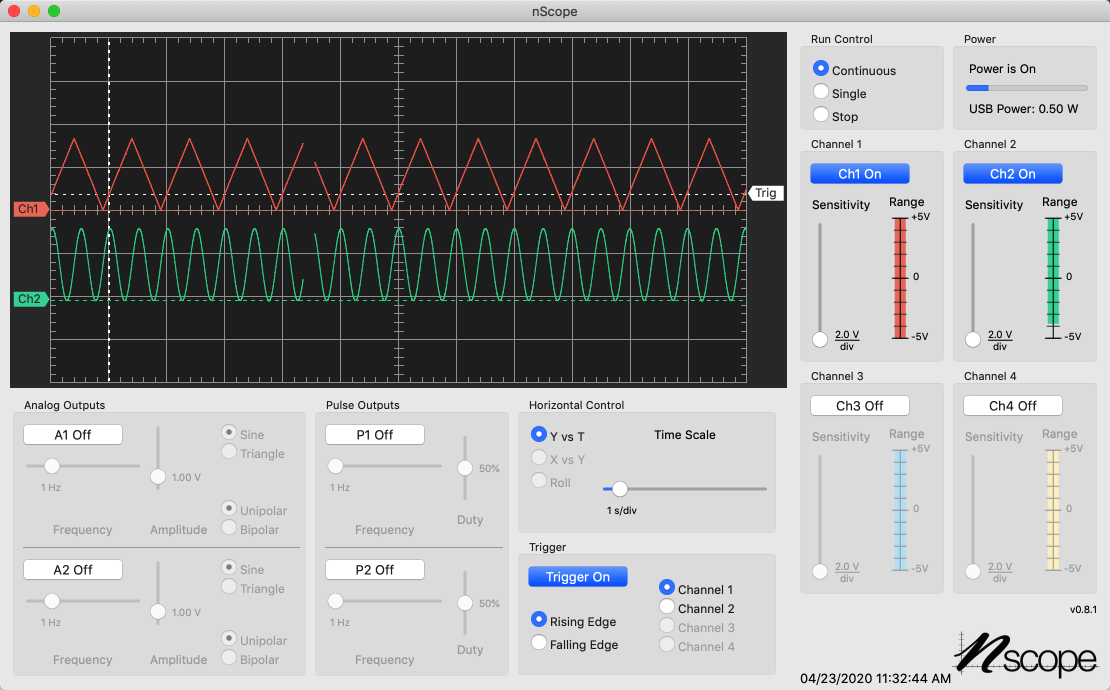 nScope
Ch1
Ch2
Trig
Run Control
Continuous
Single
Stop
Power
Power is On
USB Power: 0.50 W
Channel 1
Ch1 On
Sensitivity
Range
+5V
0
-5V
2.0 V
div
Channel 2
Ch2 On
Sensitivity
Range
+5V
0
-5V
2.0 V
div
Channel 3
Ch3 Off
Sensitivity
Range
+5V
0
-5V
2.0 V
div
Channel 4
Ch4 Off
Sensitivity
Range
+5V
0
-5V
2.0 V
div
Analog Outputs
A1 Off
Sine
Triangle
1 Hz
1.00 V
Unipolar
Bipolar
Frequency
Amplitude
A2 Off
Sine
Triangle
1 Hz
1.00 V
Unipolar
Bipolar
Frequency
Amplitude
Pulse Outputs
P1 Off
1 Hz
50%
Frequency
Duty
P2 Off
1 Hz
50%
Frequency
Duty
Horizontal Control
Y vs T
X vs Y
Roll
Time Scale
1 s/div
Trigger
Trigger On
Rising Edge
Falling Edge
Channel 1
Channel 2
Channel 3
Channel 4
v0.8.1
nscope
04/23/2020 11:32:44 AM